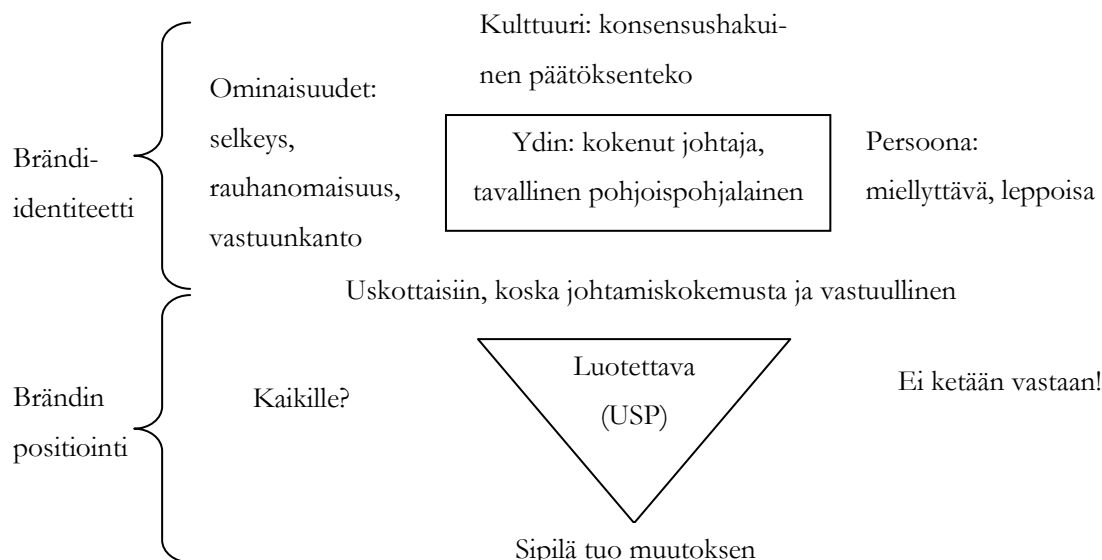 Kulttuuri: konsensushakui-
nen päätöksenteko
Ominaisuudet:
selkeys,
rauhanomaisuus,
vastuunkanto
Brändi-
identiteetti
Ydin: kokenut johtaja,
tavallinen pohjoispohjalainen
Persoona:
miellyttävä, leppoisa
Uskottaisiin, koska johtamiskokemusta ja vastuullinen
Brändin
positiointi
Kaikille?
Luotettava
(USP)
Ei ketään vastaan!
Sipilä tuo muutoksen